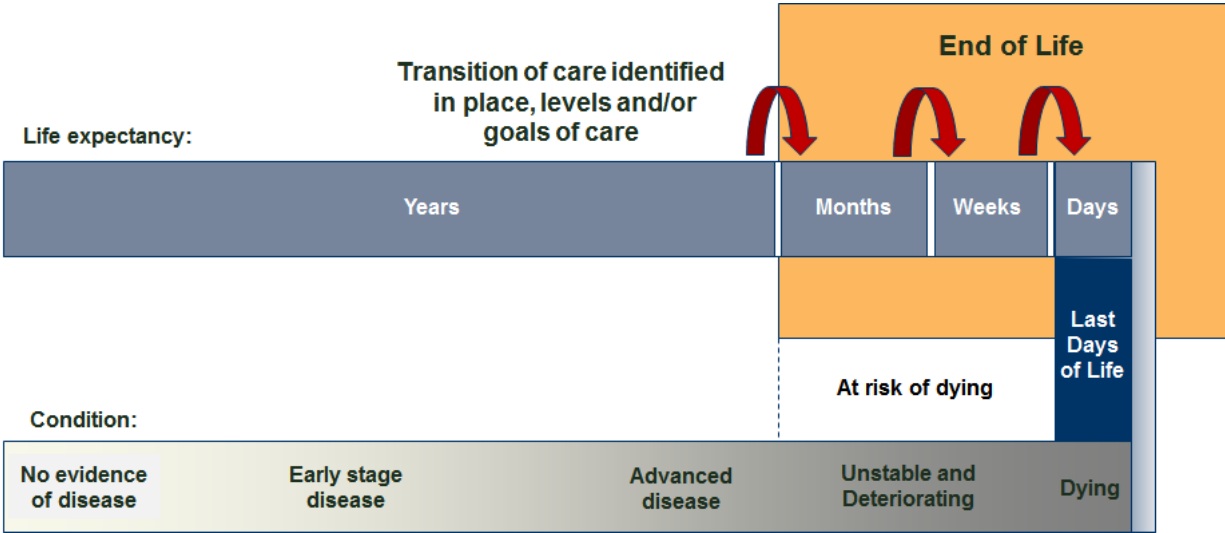 End of Life
Transition of care identified
in place, levels and/or
goals of care
Life expectancy:
Years
Months
Weeks
Days
Last
Days
of Life
At risk of dying
Condition:
No evidence
of disease
Early stage
disease
Advanced
disease
Unstable and
Deteriorating
Dying